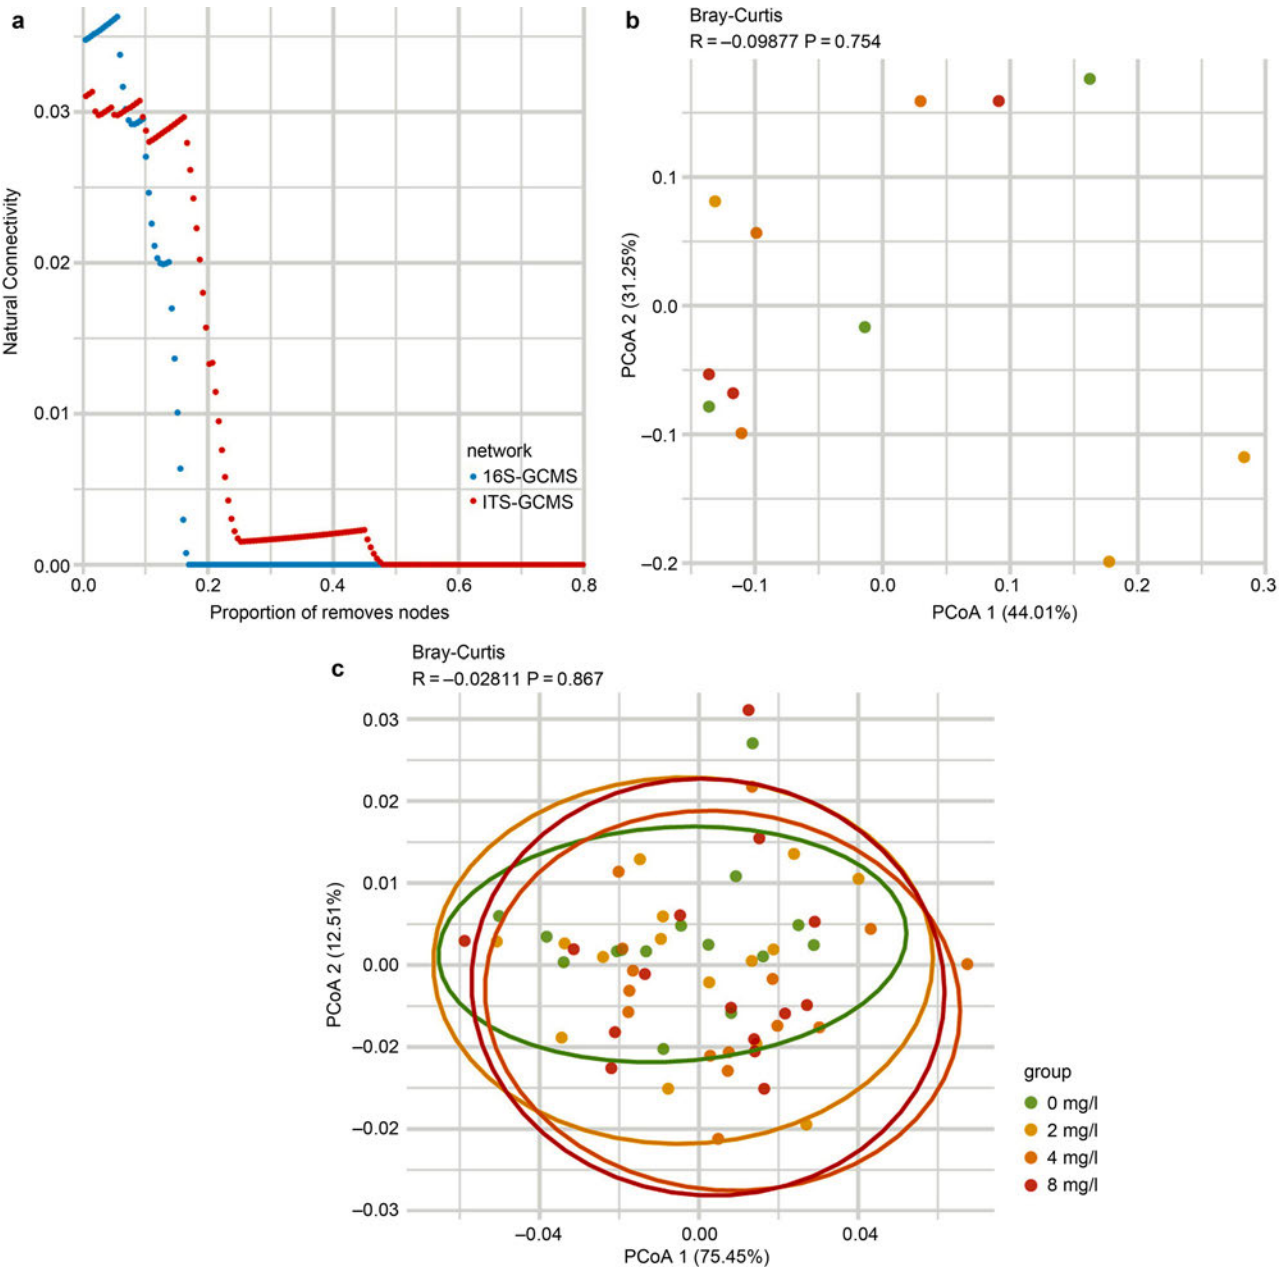 a
Natural Connectivity
0.03
0.02
0.01
0.00
0.0 0.2 0.4 0.6 0.8
Proportion of removes nodes
network
16S-GCMS
ITS-GCMS
b
Bray-Curtis
R = –0.09877 P = 0.754
PCoA 2 (31.25%)
0.1
0.0
–0.1
–0.2
–0.1 0.0 0.1 0.2 0.3
PCoA 1 (44.01%)
c
Bray-Curtis
R = –0.02811 P = 0.867
PCoA 2 (12.51%)
0.03
0.02
0.01
0.00
–0.02
–0.02
–0.03
–0.04 0.00 0.04
PCoA 1 (75.45%)
group
0 mg/l
2 mg/l
4 mg/l
8 mg/l